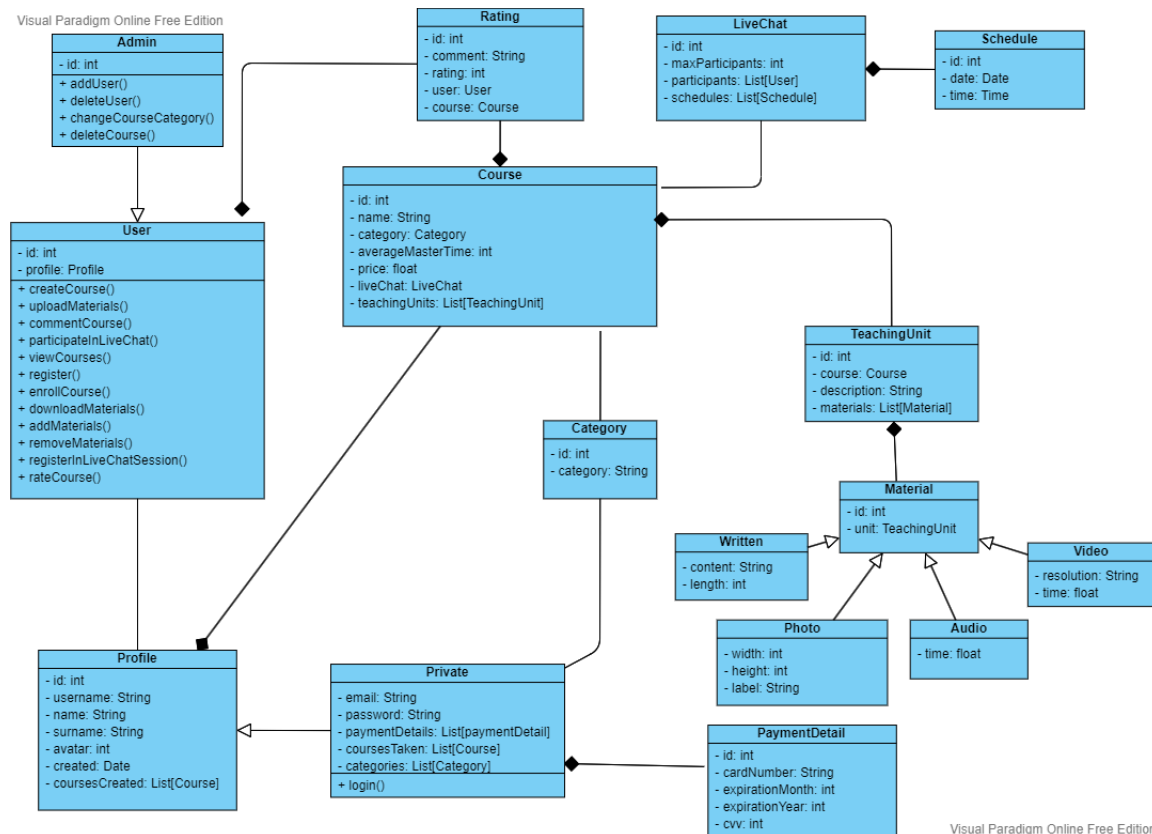 Visual Paradigm Online Free Edition
Admin
- id: int
+ addUser()
+ deleteUser()
+ changeCourseCategory()
+ deleteCourse()
Rating
- id: int
- comment: String
- rating: int
- user: User
- course: Course
LiveChat
- id: int
- maxParticipants: int
- participants: List[User]
- schedules: List[Schedule]
Schedule
- id: int
- date: Date
- time: Time
Course
- id: int
- name: String
- category: Category
- averageMasterTime: int
- price: float
- liveChat: LiveChat
- teachingUnits: List[TeachingUnit]
User
- id: int
- profile: Profile
+ createCourse()
+ uploadMaterials()
+ commentCourse()
+ participateInLiveChat()
+ viewCourses()
+ register()
+ enrollCourse()
+ downloadMaterials()
+ addMaterials()
+ removeMaterials()
+ registerInLiveChatSession()
+ rateCourse()
TeachingUnit
- id: int
- course: Course
- description: String
- materials: List[Material]
Category
- id: int
- category: String
Material
- id: int
- unit: TeachingUnit
Written
- content: String
- length: int
Video
- resolution: String
- time: float
Photo
- width: int
- height: int
- label: String
Audio
- time: float
Profile
- id: int
- username: String
- name: String
- surname: String
- avatar: int
- created: Date
- coursesCreated: List[Course]
Private
- email: String
- password: String
- paymentDetails: List[paymentDetail]
- coursesTaken: List[Course]
- categories: List[Category]
+ login()
PaymentDetail
- id: int
- cardNumber: String
- expirationMonth: int
- expirationYear: int
- cvv: int
Visual Paradigm Online Free Edition